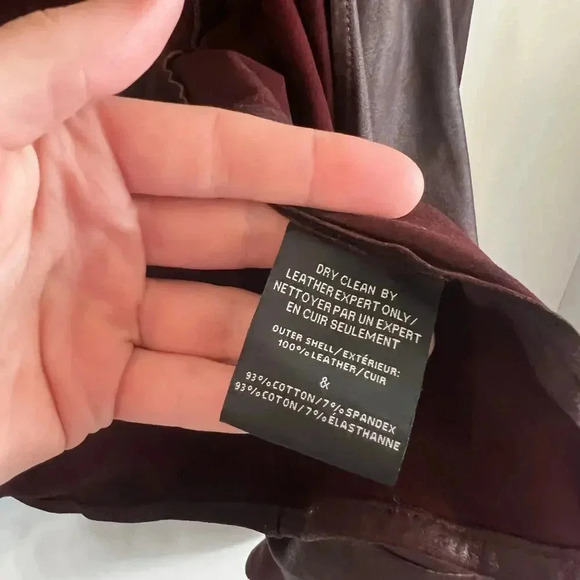 DRY CLEAN BY
LEATHER EXPERT ONLY/
NETTOYER PAR UN EXPERT
EN CUIR SEULEMENT
OUTER SHELL/EXTÉRIEUR:
100% LEATHER/CUIR
&
93% COTTON/7% SPANDEX
93% COTON/7% ÉLASTHANNE